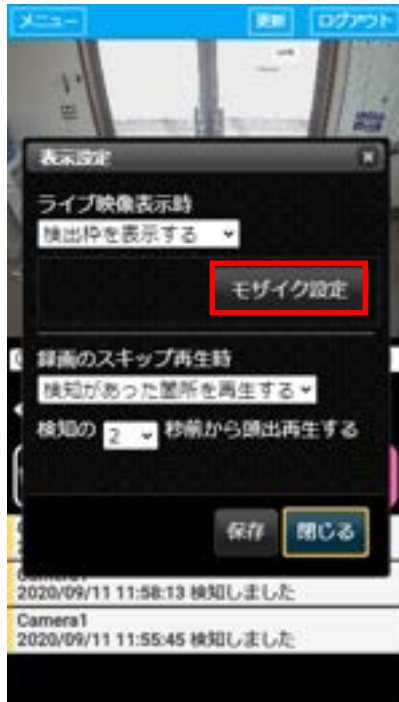 メニュー 更新 ログアウト
表示設定
ライブ映像表示時
検出枠を表示する
モザイク設定
録画のスキップ再生時
検知があった箇所を再生する
検知の 2 秒前から頭出再生する
保存 閉じる
Camera1
2020/09/11 11:58:13 検知しました
Camera1
2020/09/11 11:55:45 検知しました